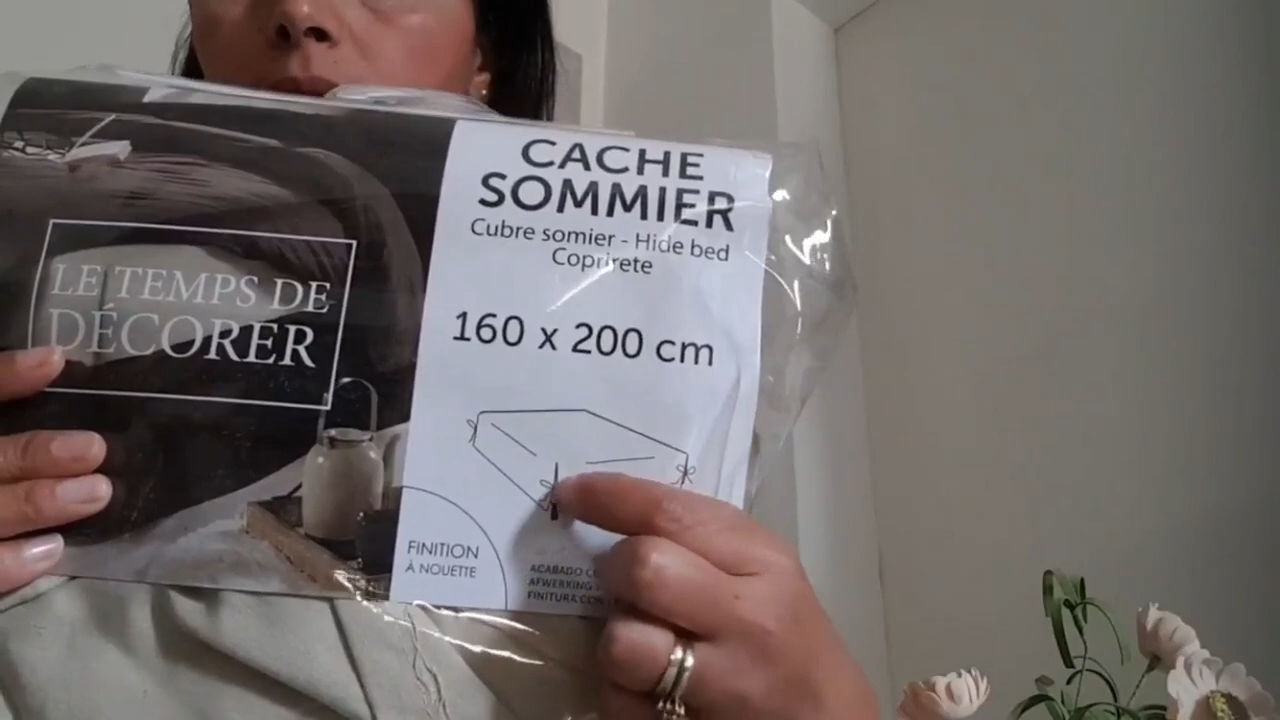 LE TEMPS DE
DÉCORER
CACHE
SOMMIER
Cubre somier - Hide bed
Coprirete
160 x 200 cm
FINITION
À NOUETTE
ACABADO
AFWERKING
FINITURA CON